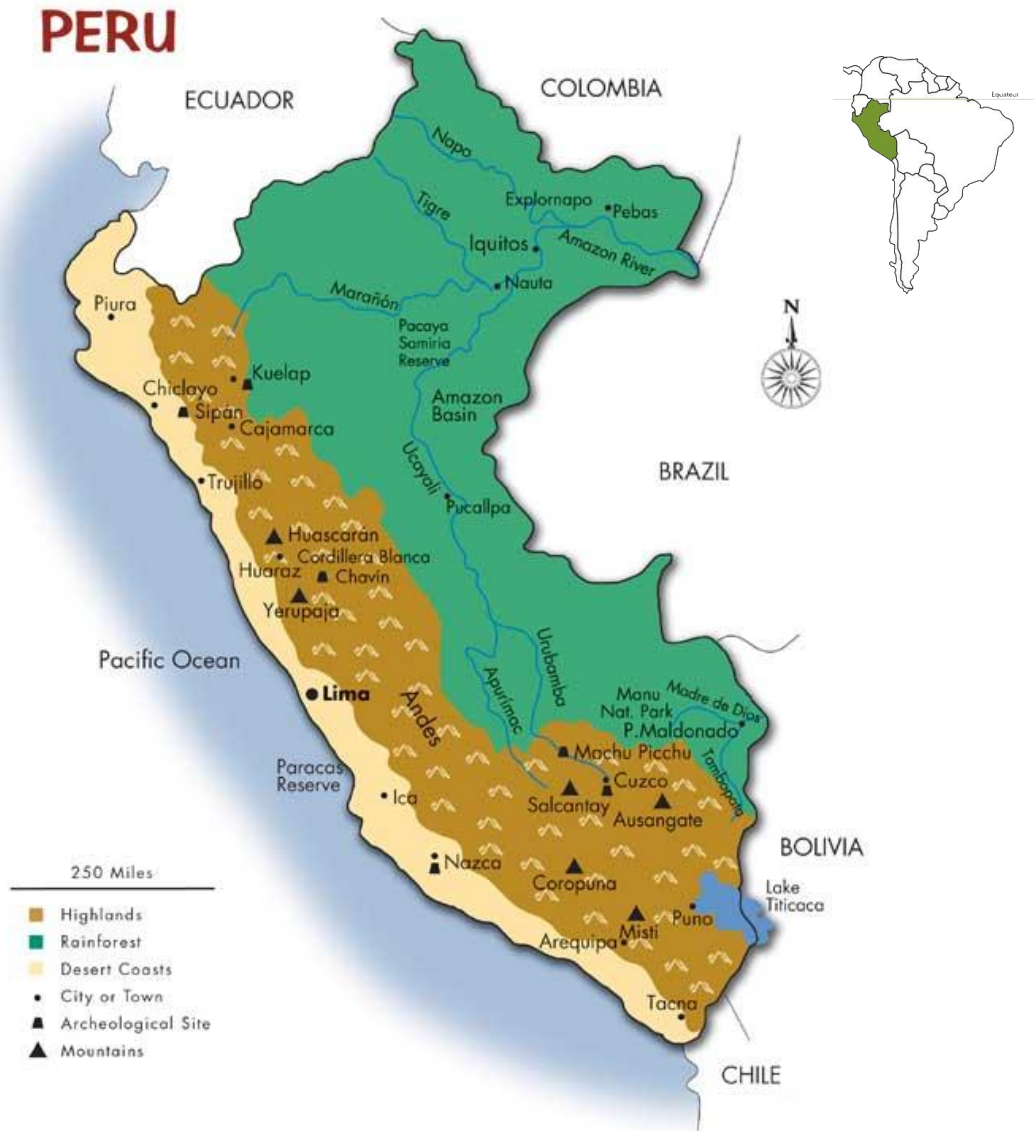 PERU
ECUADOR
COLOMBIA
Equateur
Napo
Tigre
Explornapo
Pebas
Iquitos
Amazon River
Nauta
Marañón
Piura
N
Pacaya
Samiria
Reserve
Kuelap
Chiclayo
Sipán
Cajamarca
Amazon
Basin
Ucayali
BRAZIL
Trujillo
Pucallpa
Huascarán
Cordillera Blanca
Huaraz
Chavín
Yerupaja
Pacific Ocean
Urubamba
Apurímac
Lima
Andes
Manu
Nat. Park
Madre de Dios
P.Maldonado
Machu Picchu
Tambopata
Paracas
Reserve
Ica
Cuzco
Salcantay
Ausangate
BOLIVIA
Nazca
Coropuna
Lake
Titicaca
Puno
Misti
Arequipa
Tacna
CHILE
250 Miles
Highlands
Rainforest
Desert Coasts
City or Town
Archeological Site
Mountains